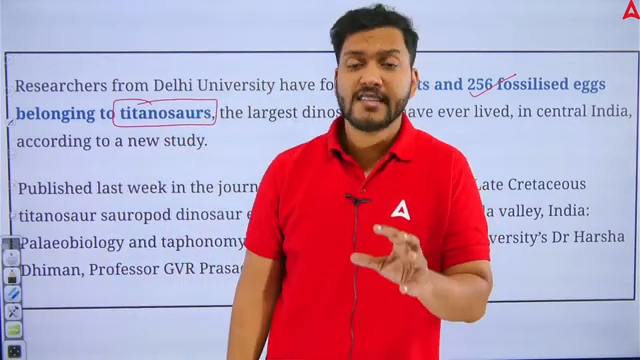 Researchers from Delhi University have fo ts and 256 fossilised eggs
belonging to titanosaurs, the largest dinos have ever lived, in central India,
according to a new study.
Published last week in the journ Late Cretaceous
titanosaur sauropod dinosaur e a valley, India:
Palaeobiology and taphonomy versity's Dr Harsha
Dhiman, Professor GVR Prasa